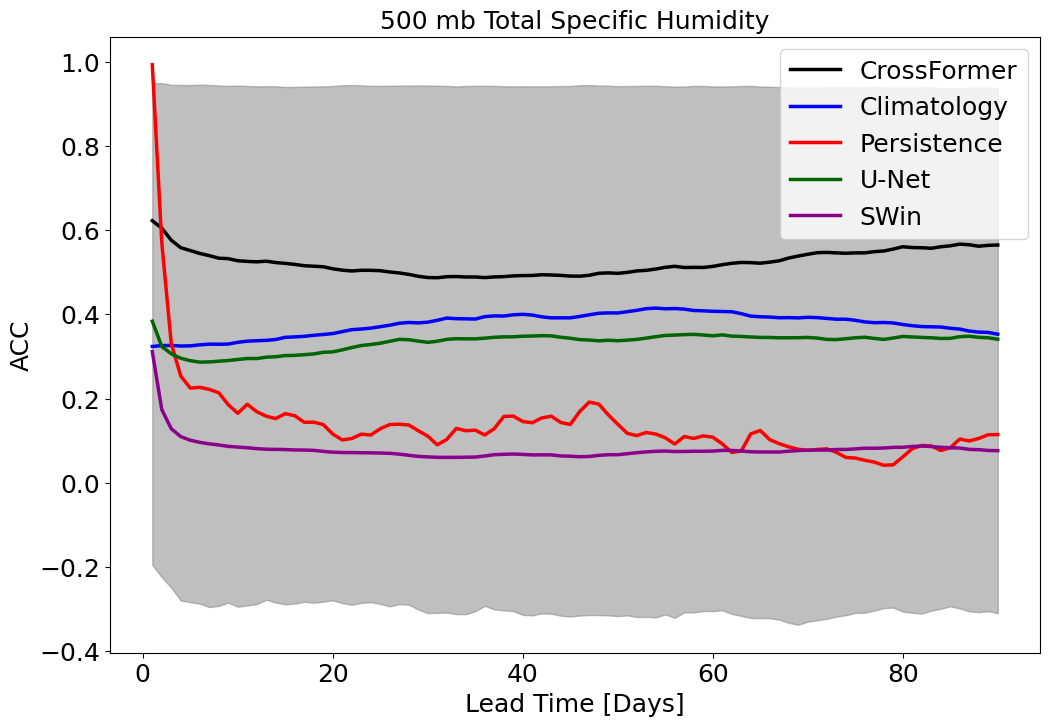 500 mb Total Specific Humidity
CrossFormer
Climatology
Persistence
U-Net
SWin
ACC
1.0
0.8
0.6
0.4
0.2
0.0
−0.2
−0.4
0 20 40 60 80
Lead Time [Days]